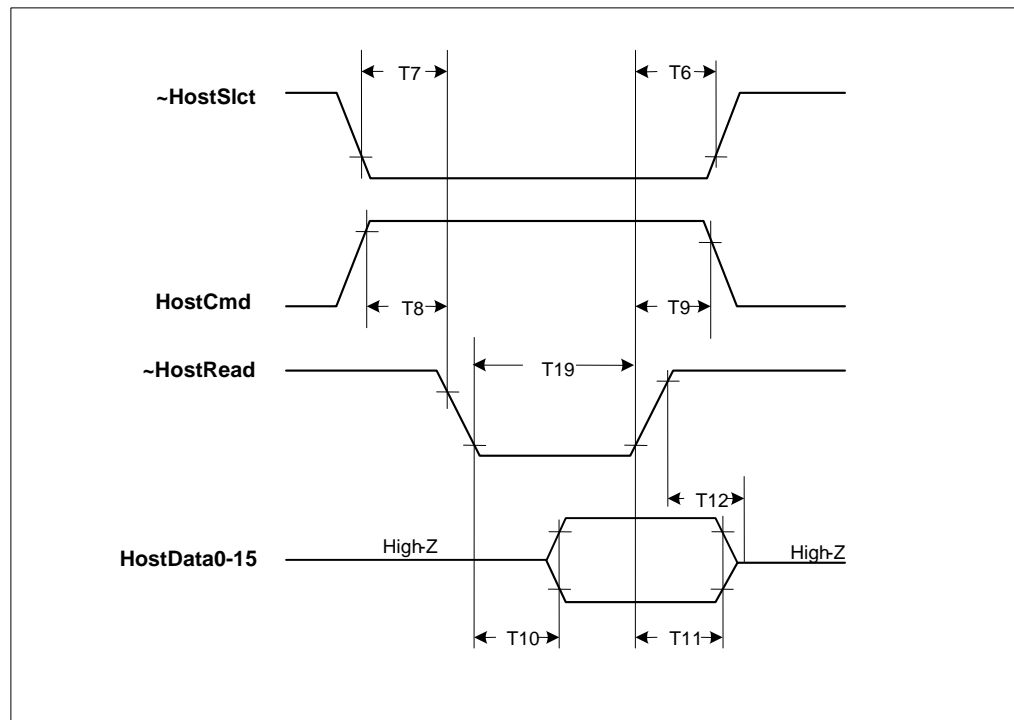 T7
T6
~HostSlct
HostCmd
T8
T9
~HostRead
T19
T12
High-Z
High-Z
HostData0-15
T10
T11